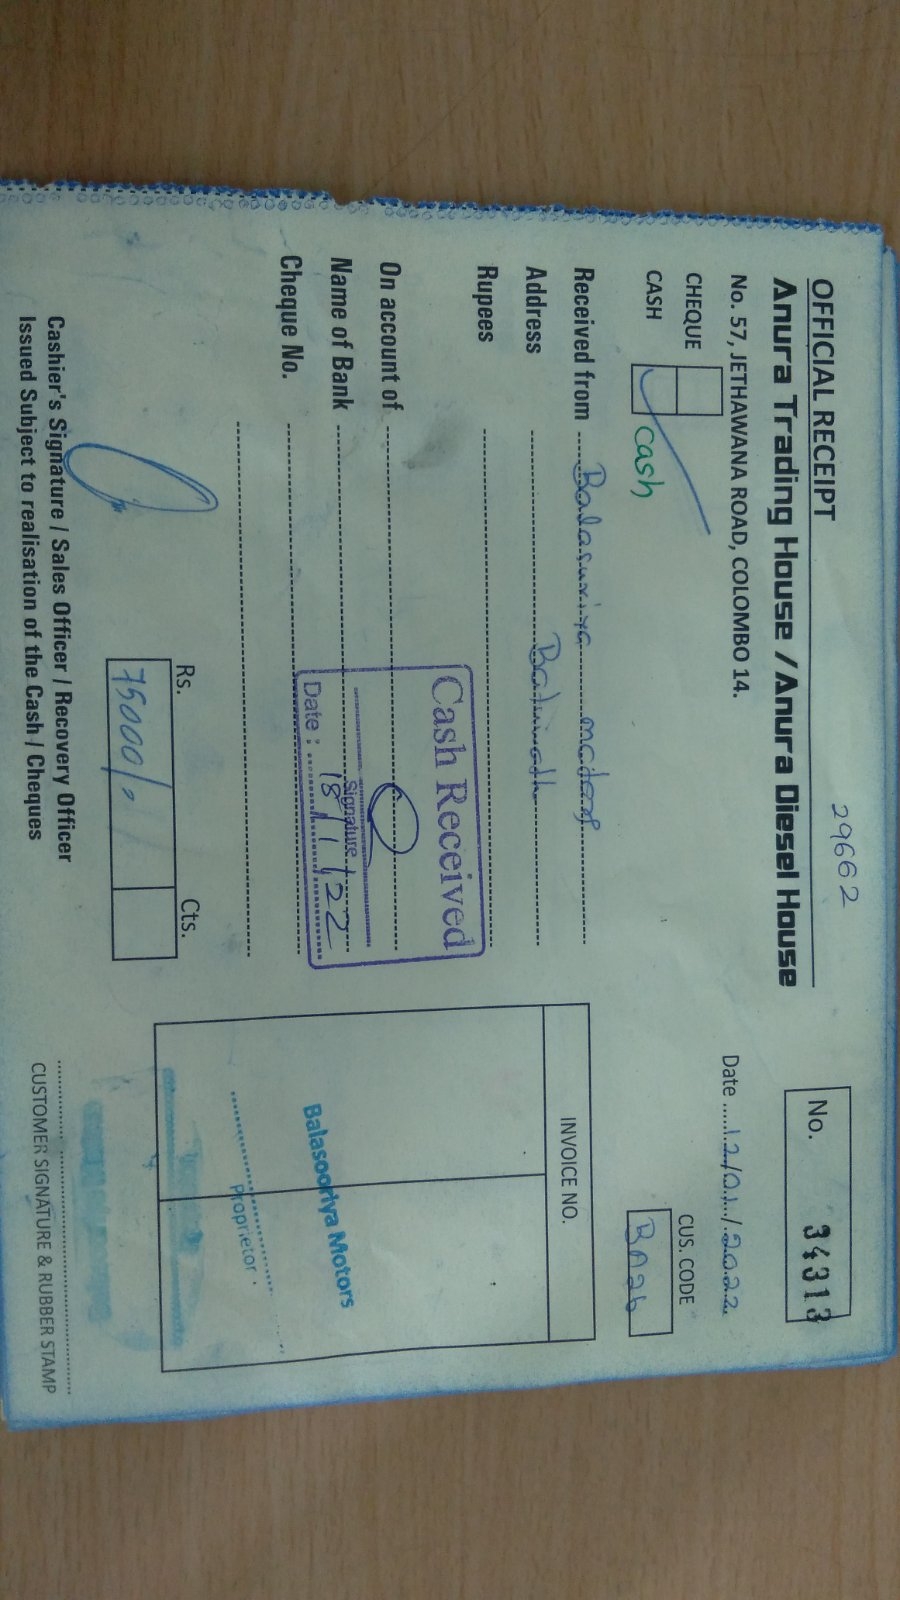 29662
OFFICIAL RECEIPT
Anura Trading House / Anura Diesel House
No. 57, JETHAWANA ROAD, COLOMBO 14.
No. 34313
Date 12/01/2022
CHEQUE
CASH cash
CUS. CODE
BA26
Received from Balasuriya motors
Address
Rupees
On account of
Name of Bank
Cheque No.
Cash Received
Signature
Date : 18/1/22
INVOICE NO.
Balasooriya Motors
Proprietor.
Rs. Cts.
75000/-
Cashier's Signature / Sales Officer / Recovery Officer
Issued Subject to realisation of the Cash / Cheques
CUSTOMER SIGNATURE & RUBBER STAMP